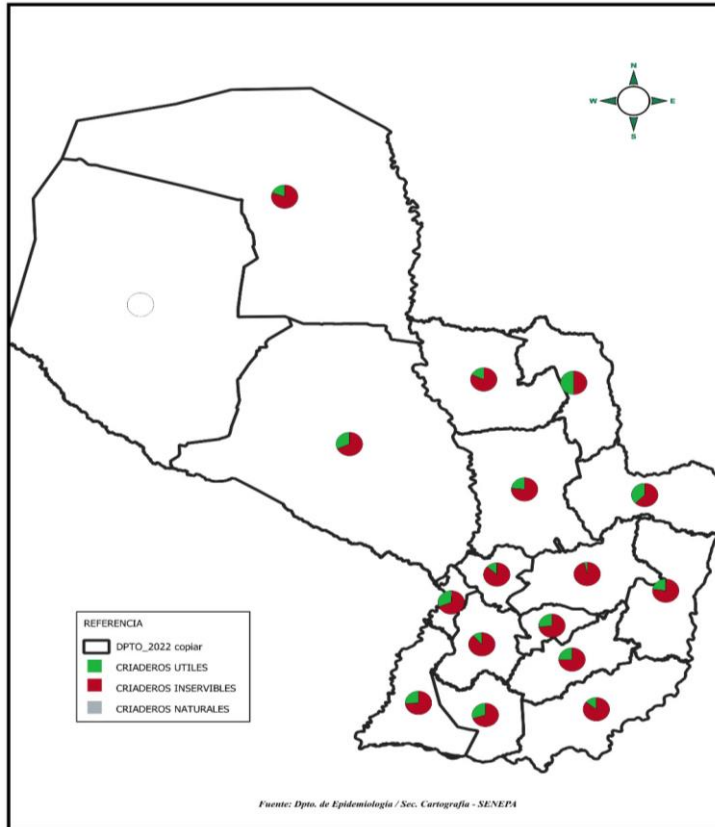 N
W E
S
REFERENCIA
DPTO_2022 copiar
CRIADEROS UTILES
CRIADEROS INSERVIBLES
CRIADEROS NATURALES
Fuente: Dpto. de Epidemiología / Sec. Cartografía - SENEPA